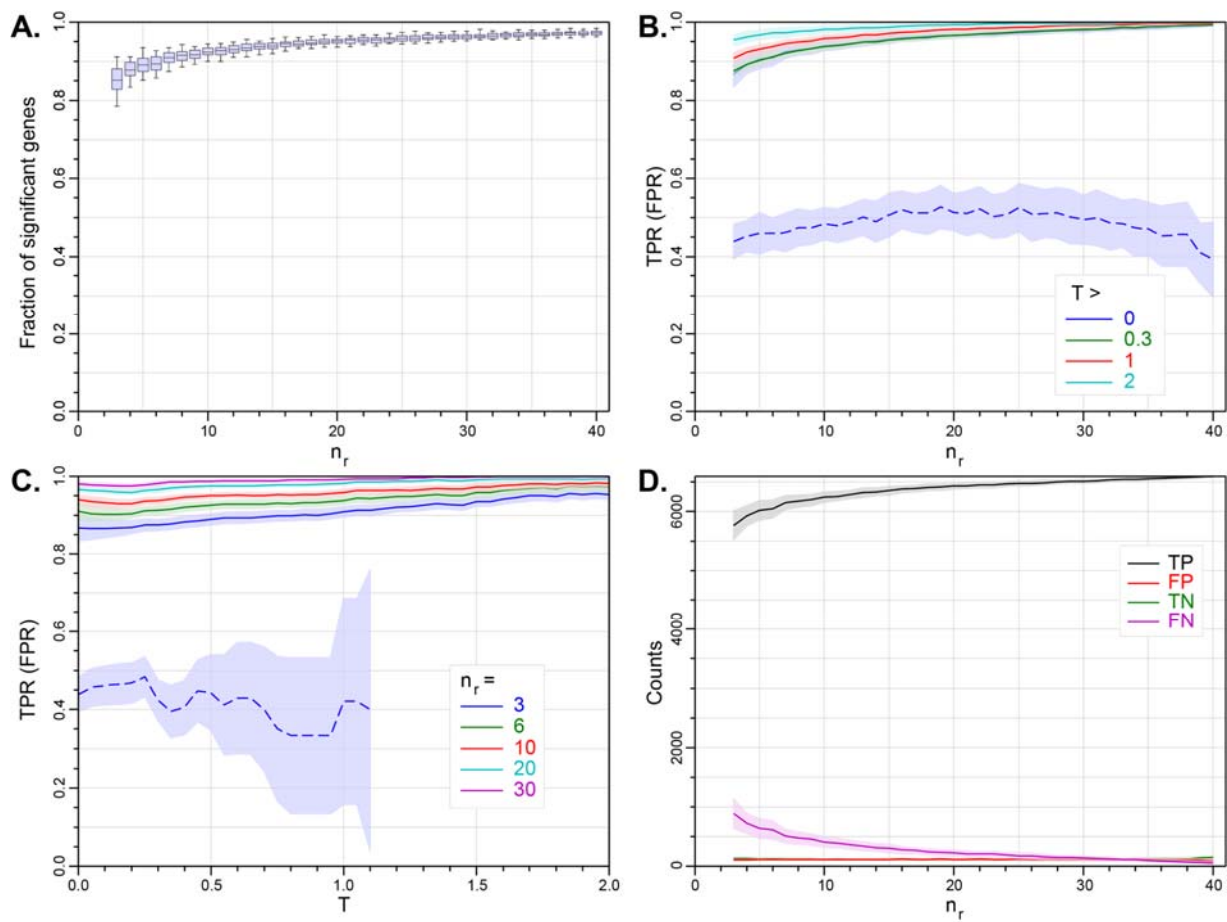 A.
Fraction of significant genes
0.0 0.2 0.4 0.6 0.8 1.0
0 10 20 30 40
n_r
B.
TPR (FPR)
0.0 0.2 0.4 0.6 0.8 1.0
0 10 20 30 40
n_r
T >
0
0.3
1
2
C.
TPR (FPR)
0.0 0.2 0.4 0.6 0.8 1.0
0.0 0.5 1.0 1.5 2.0
T
n_r =
3
6
10
20
30
D.
Counts
0 2000 4000 6000
0 10 20 30 40
n_r
TP
FP
TN
FN